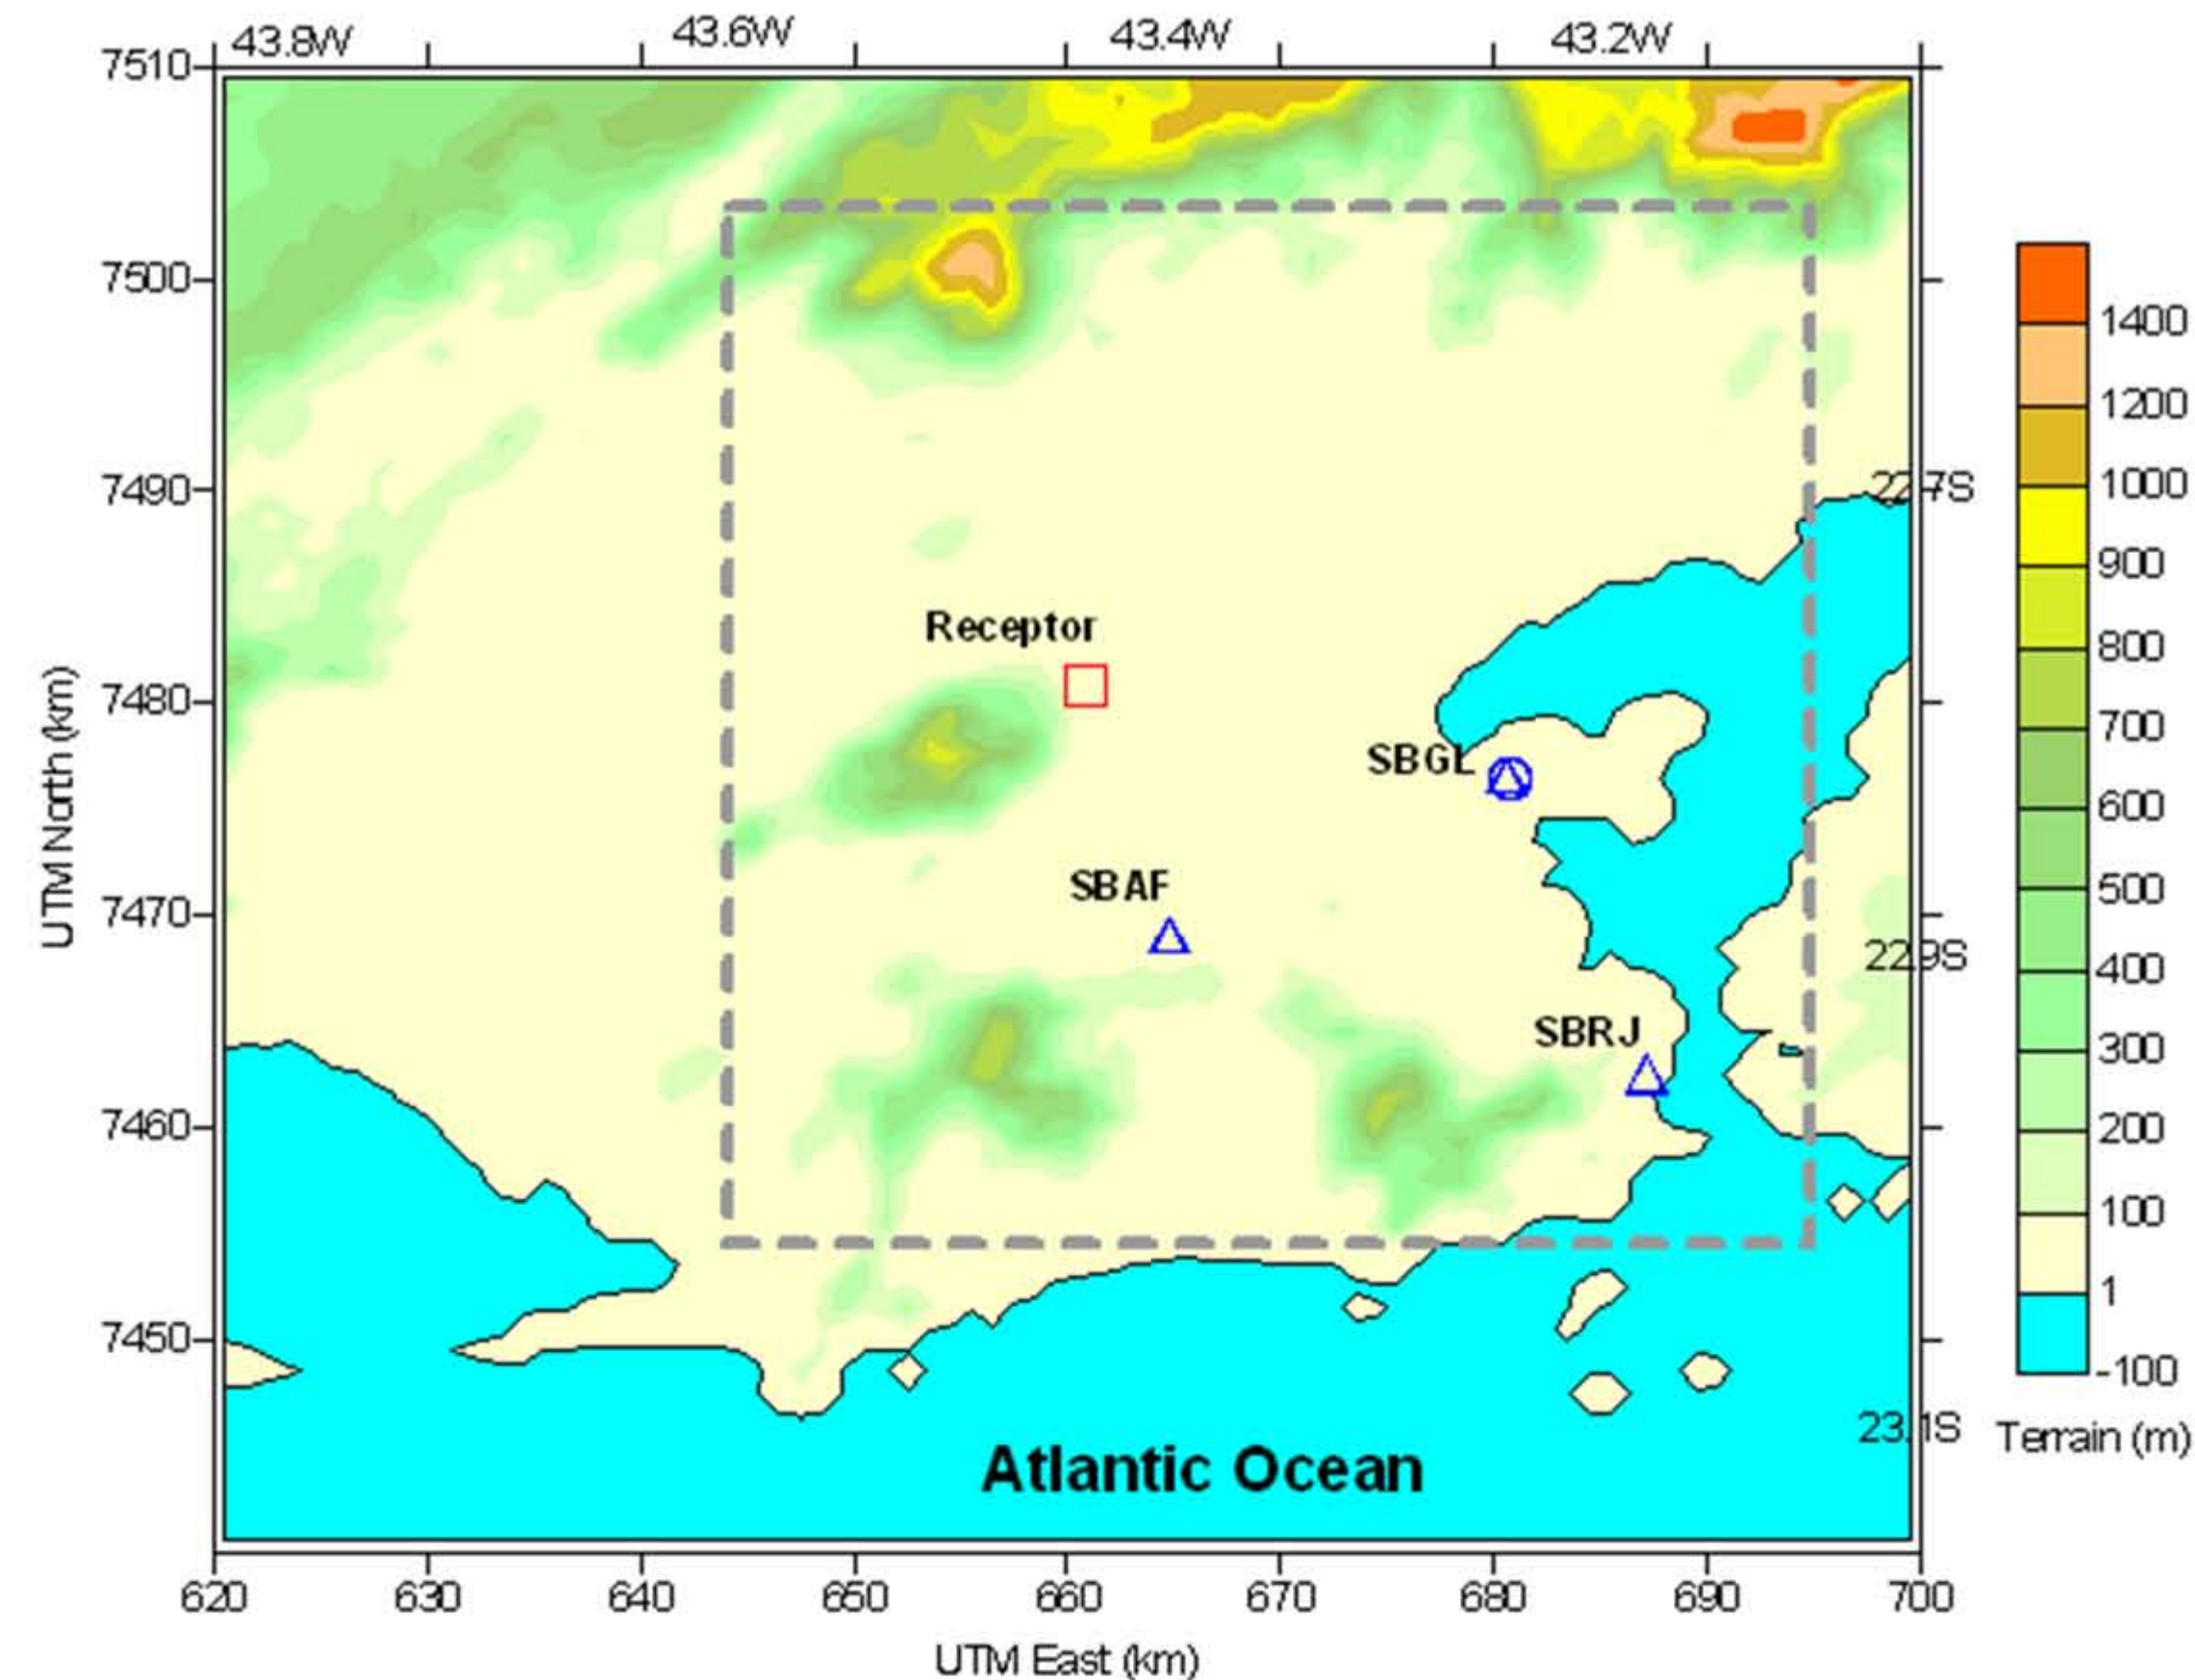 43.8W 43.6W 43.4W 43.2W
7510
7500
7490
7480
7470
7460
7450
UTM North (km)
Receptor
SBGL
SBAF
SBRJ
Atlantic Ocean
22.7S
22.9S
23.1S
620 630 640 650 660 670 680 690 700
UTM East (km)
1400
1200
1000
900
800
700
600
500
400
300
200
100
1
-100
Terrain (m)